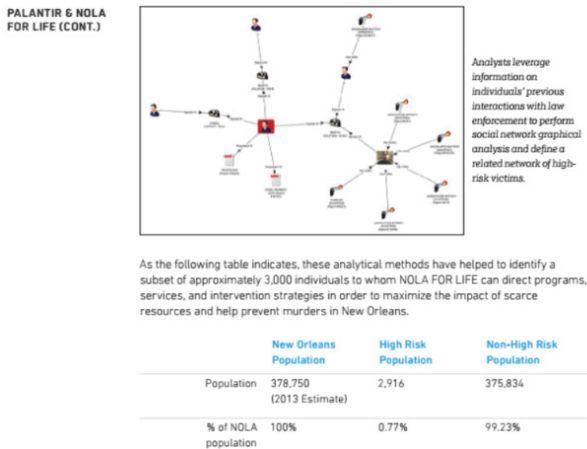 PALANTIR & NOLA
FOR LIFE (CONT.)
Analysts leverage
information on
individuals' previous
interactions with law
enforcement to perform
social network graphical
analysis and define a
related network of high-
risk victims.
As the following table indicates, these analytical methods have helped to identify a
subset of approximately 3,000 individuals to whom NOLA FOR LIFE can direct programs,
services, and intervention strategies in order to maximize the impact of scarce
resources and help prevent murders in New Orleans.
New Orleans High Risk Non-High Risk
Population Population Population
Population 378,750 2,916 375,834
(2013 Estimate)
% of NOLA 100% 0.77% 99.23%
population